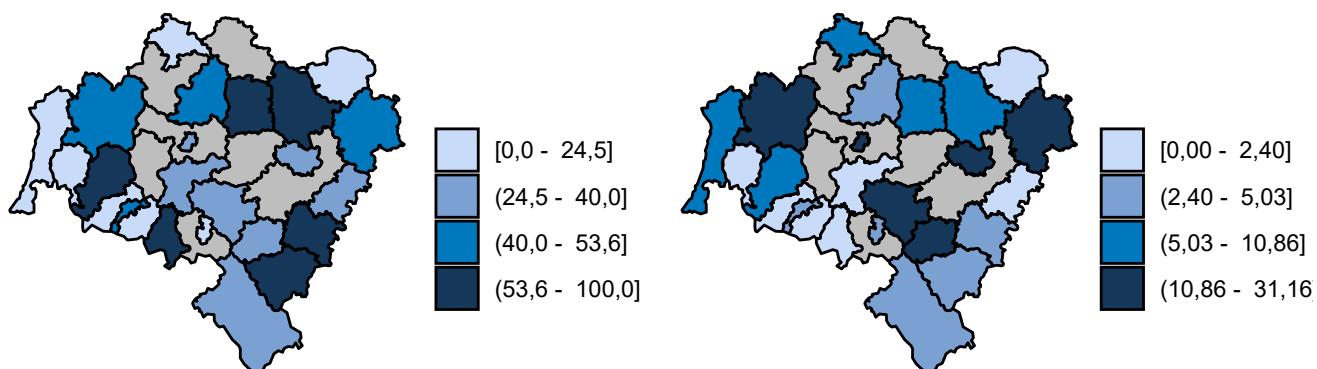 [0,0 - 24,5]
(24,5 - 40,0]
(40,0 - 53,6]
(53,6 - 100,0]
[0,00 - 2,40]
(2,40 - 5,03]
(5,03 - 10,86]
(10,86 - 31,16